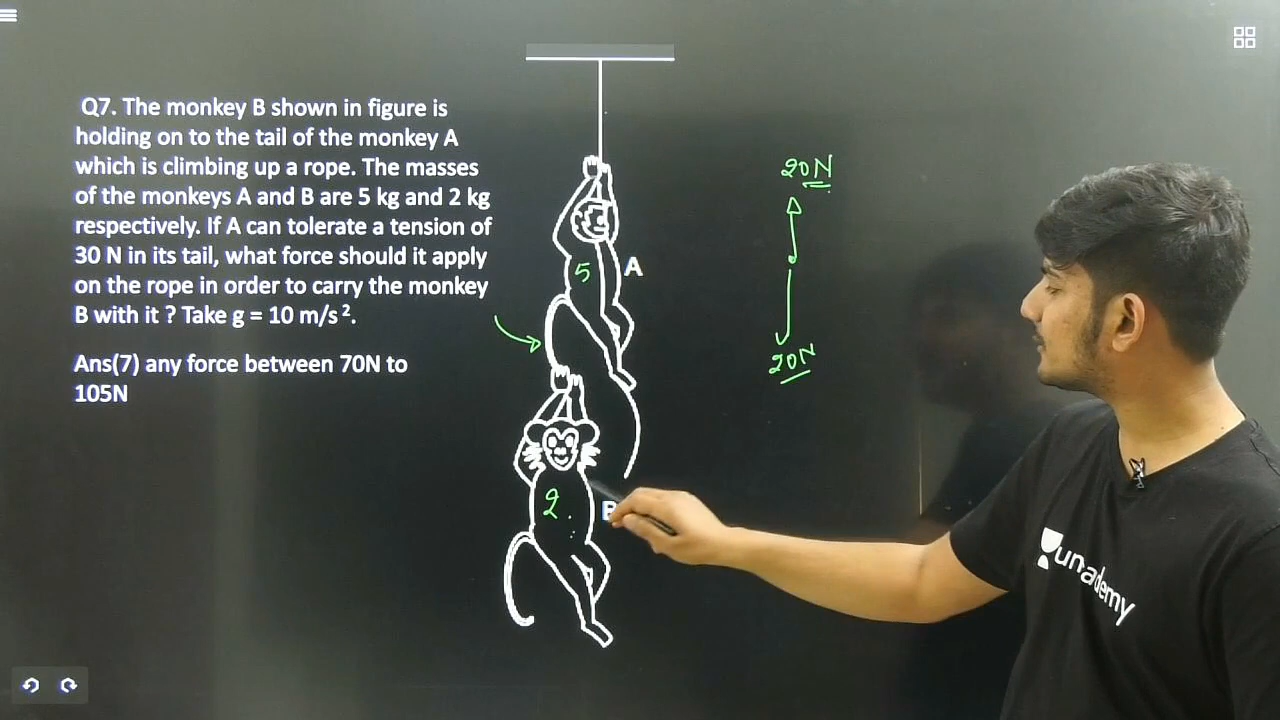 Q7. The monkey B shown in figure is
holding on to the tail of the monkey A
which is climbing up a rope. The masses
of the monkeys A and B are 5 kg and 2 kg
respectively. If A can tolerate a tension of
30 N in its tail, what force should it apply
on the rope in order to carry the monkey
B with it ? Take g = 10 m/s².
Ans(7) any force between 70N to
105N
5
A
2
B
20N
20N
unacademy